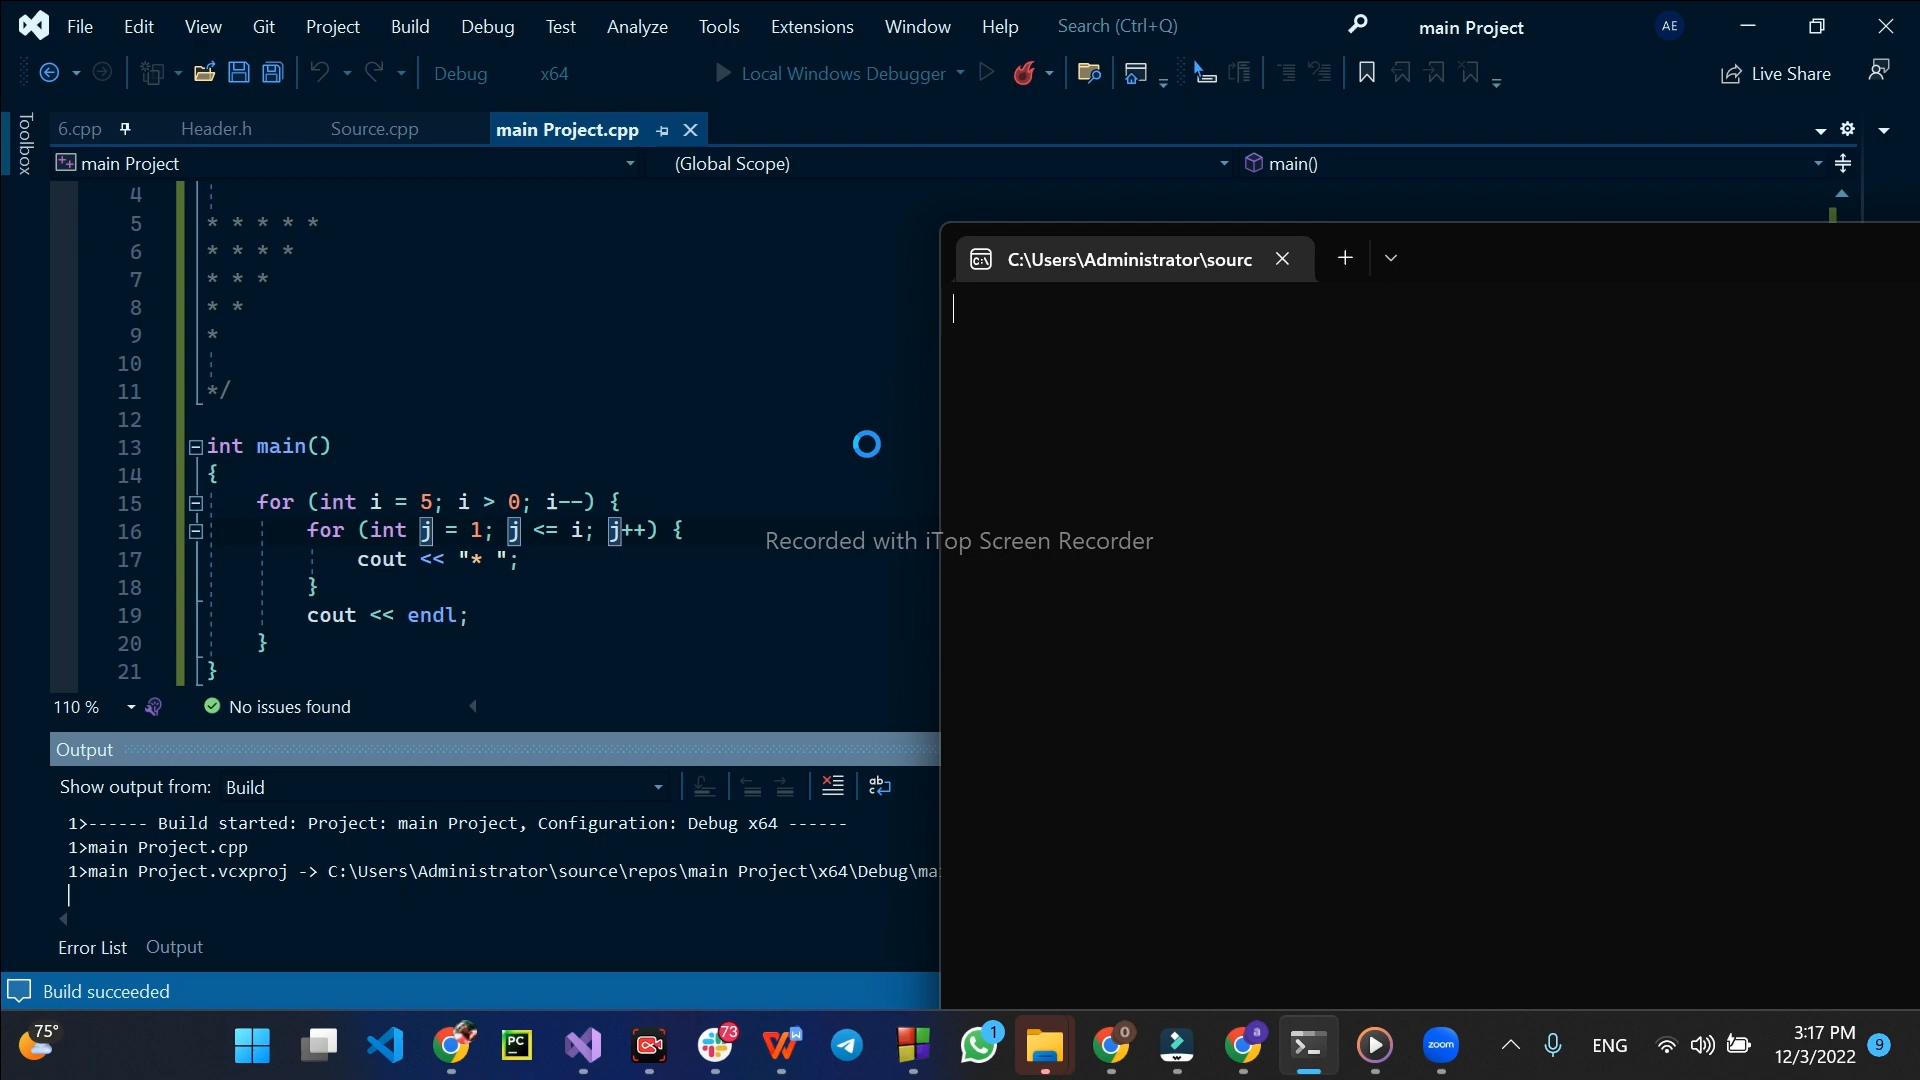 File Edit View Git Project Build Debug Test Analyze Tools Extensions Window Help Search (Ctrl+Q) main Project AE
Debug x64 Local Windows Debugger Live Share
Toolbox
6.cpp Header.h Source.cpp main Project.cpp
main Project (Global Scope) main()
4
5 * * * * *
6 * * * *
7 * * *
8 * *
9 *
10
11 */
12
13 int main()
14 {
15 for (int i = 5; i > 0; i--) {
16 for (int j = 1; j <= i; j++) {
17 cout << "* ";
18 }
19 cout << endl;
20 }
21 }
110 % No issues found
Output
Show output from: Build
1>------ Build started: Project: main Project, Configuration: Debug x64 ------
1>main Project.cpp
1>main Project.vcxproj -> C:\Users\Administrator\source\repos\main Project\x64\Debug\ma
Error List Output
Build succeeded
C:\Users\Administrator\sourc
Recorded with iTop Screen Recorder
75° PC 73 W 1 0 a zoom ENG 3:17 PM
12/3/2022 9